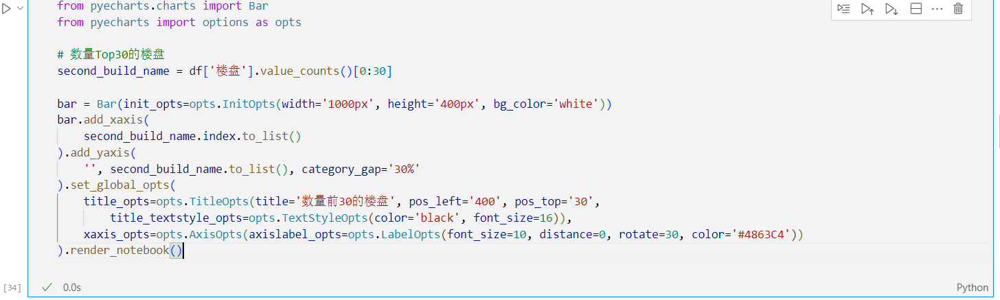 from pyecharts.charts import Bar
from pyecharts import options as opts
# 数量Top30的楼盘
second_build_name = df['楼盘'].value_counts()[0:30]
bar = Bar(init_opts=opts.InitOpts(width='1000px', height='400px', bg_color='white'))
bar.add_xaxis(
    second_build_name.index.to_list()
).add_yaxis(
    '', second_build_name.to_list(), category_gap='30%'
).set_global_opts(
    title_opts=opts.TitleOpts(title='数量前30的楼盘', pos_left='400', pos_top='30',
        title_textstyle_opts=opts.TextStyleOpts(color='black', font_size=16)),
    xaxis_opts=opts.AxisOpts(axislabel_opts=opts.LabelOpts(font_size=10, distance=0, rotate=30, color='#4863C4'))
).render_notebook()
[34]
0.0s
Python